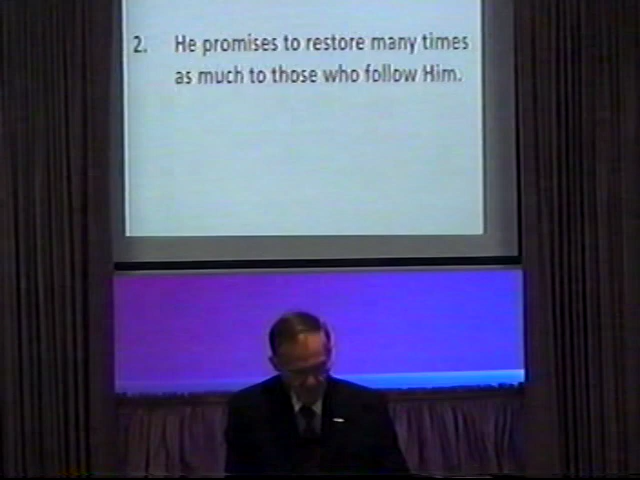 2. He promises to restore many times
as much to those who follow Him.